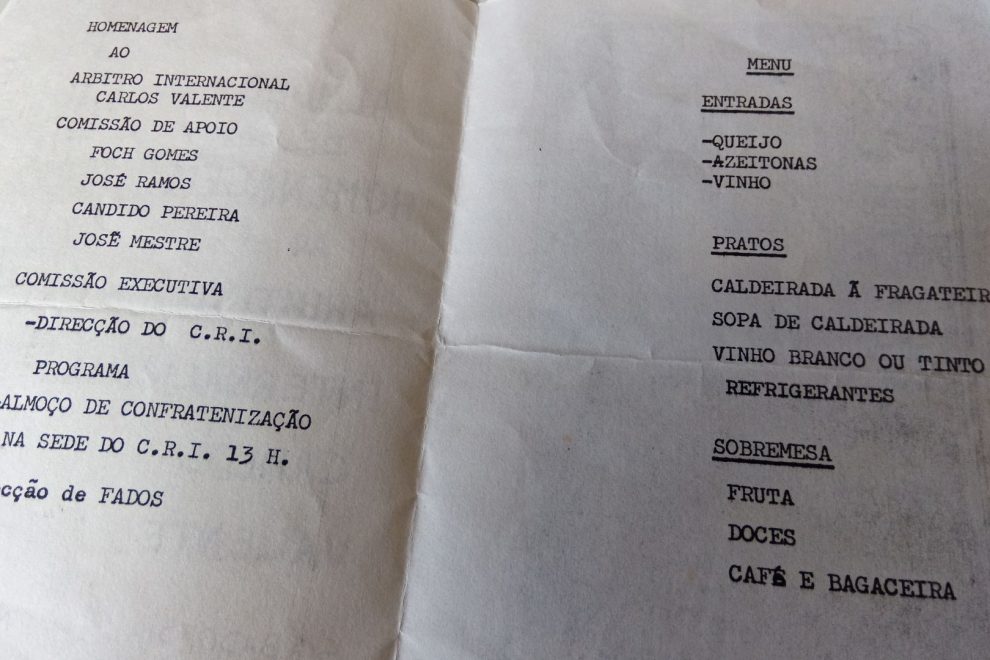 HOMENAGEM
AO
ARBITRO INTERNACIONAL
CARLOS VALENTE
COMISSÃO DE APOIO
FOCH GOMES
JOSÉ RAMOS
CANDIDO PEREIRA
JOSÉ MESTRE
COMISSÃO EXECUTIVA
-DIRECÇÃO DO C.R.I.
PROGRAMA
-ALMOÇO DE CONFRATENIZAÇÃO
NA SEDE DO C.R.I. 13 H.
cção de FADOS
MENU
ENTRADAS
-QUEIJO
-AZEITONAS
-VINHO
PRATOS
CALDEIRADA Ã FRAGATEIR
SOPA DE CALDEIRADA
VINHO BRANCO OU TINTO
REFRIGERANTES
SOBREMESA
FRUTA
DOCES
CAFÉ E BAGACEIRA